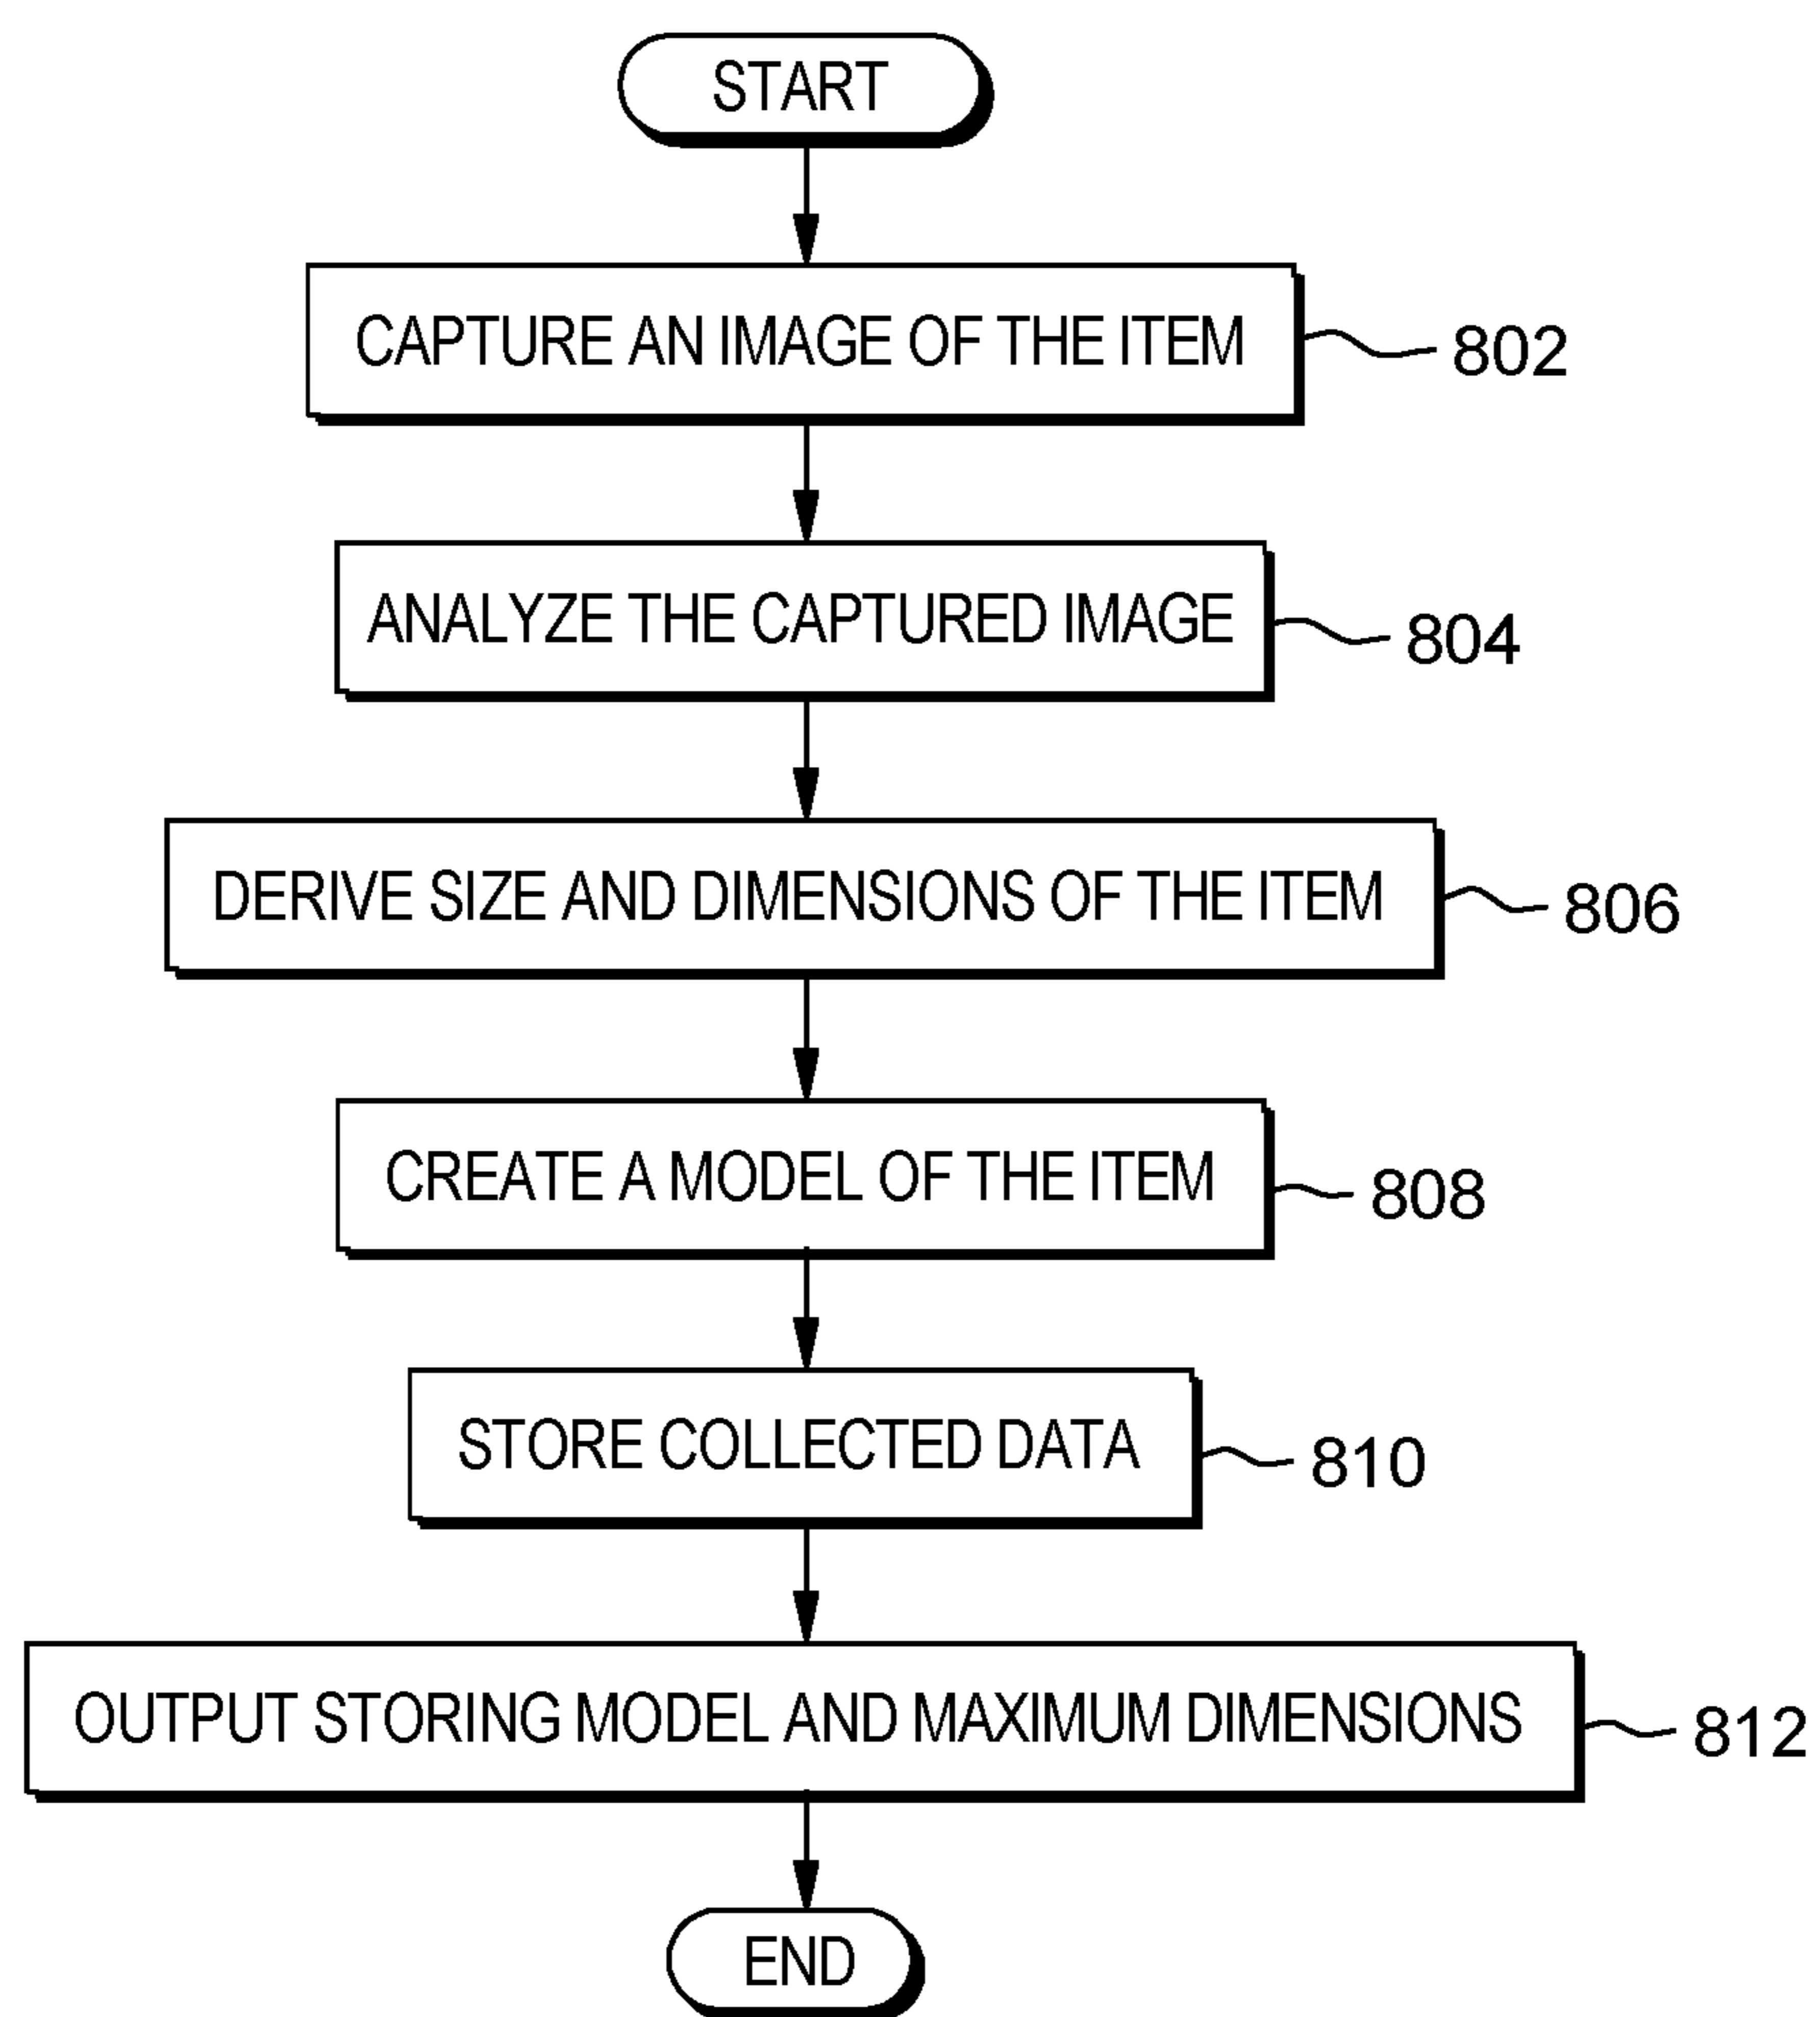 START
CAPTURE AN IMAGE OF THE ITEM
802
ANALYZE THE CAPTURED IMAGE
804
DERIVE SIZE AND DIMENSIONS OF THE ITEM
806
CREATE A MODEL OF THE ITEM
808
STORE COLLECTED DATA
810
OUTPUT STORING MODEL AND MAXIMUM DIMENSIONS
812
END